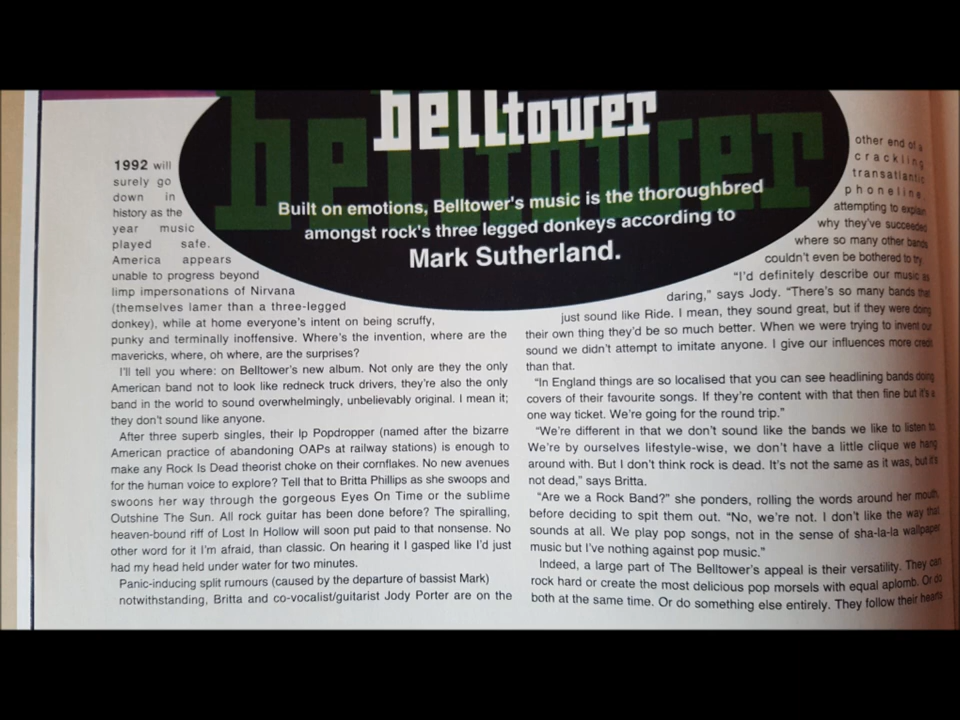 belltower
belltower
Built on emotions, Belltower's music is the thoroughbred
amongst rock's three legged donkeys according to
Mark Sutherland.
1992 will
surely go
down in
history as the
year music
played safe.
America appears
unable to progress beyond
limp impersonations of Nirvana
(themselves lamer than a three-legged
donkey), while at home everyone's intent on being scruffy,
punky and terminally inoffensive. Where's the invention, where are the
mavericks, where, oh where, are the surprises?
I'll tell you where: on Belltower's new album. Not only are they the only
American band not to look like redneck truck drivers, they're also the only
band in the world to sound overwhelmingly, unbelievably original. I mean it;
they don't sound like anyone.
After three superb singles, their lp Popdropper (named after the bizarre
American practice of abandoning OAPs at railway stations) is enough to
make any Rock Is Dead theorist choke on their cornflakes. No new avenues
for the human voice to explore? Tell that to Britta Phillips as she swoops and
swoons her way through the gorgeous Eyes On Time or the sublime
Outshine The Sun. All rock guitar has been done before? The spiralling,
heaven-bound riff of Lost In Hollow will soon put paid to that nonsense. No
other word for it I'm afraid, than classic. On hearing it I gasped like I'd just
had my head held under water for two minutes.
Panic-inducing split rumours (caused by the departure of bassist Mark)
notwithstanding, Britta and co-vocalist/guitarist Jody Porter are on the
other end of a
crackling
transatlantic
phoneline
attempting to explain
why they've succeeded
where so many other bands
couldn't even be bothered to try.
"I'd definitely describe our music as
daring," says Jody. "There's so many bands that
just sound like Ride. I mean, they sound great, but if they were doing
their own thing they'd be so much better. When we were trying to invent our
sound we didn't attempt to imitate anyone. I give our influences more credit
than that.
"In England things are so localised that you can see headlining bands doing
covers of their favourite songs. If they're content with that then fine but it's a
one way ticket. We're going for the round trip."
"We're different in that we don't sound like the bands we like to listen to.
We're by ourselves lifestyle-wise, we don't have a little clique we hang
around with. But I don't think rock is dead. It's not the same as it was, but it's
not dead," says Britta.
"Are we a Rock Band?" she ponders, rolling the words around her mouth
before deciding to spit them out. "No, we're not. I don't like the way that
sounds at all. We play pop songs, not in the sense of sha-la-la wallpaper
music but I've nothing against pop music."
Indeed, a large part of The Belltower's appeal is their versatility. They can
rock hard or create the most delicious pop morsels with equal aplomb. Or do
both at the same time. Or do something else entirely. They follow their hearts